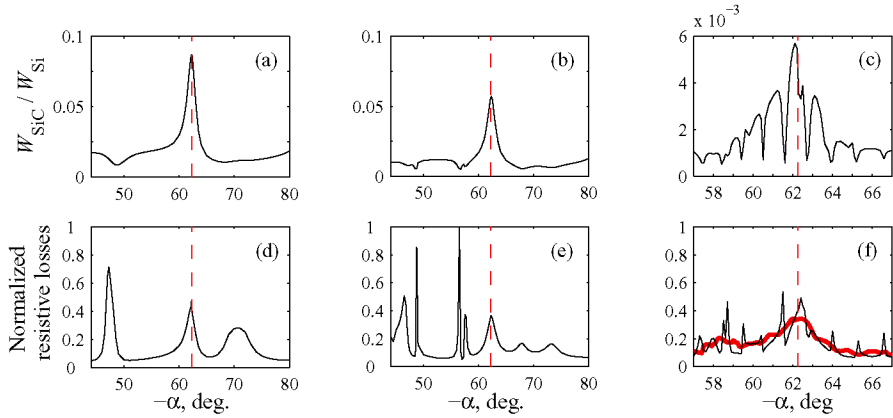 × 10⁻³
0.1
0.05
0
(a)
50 60 70 80
W_SiC / W_Si
0.1
0.05
0
(b)
50 60 70 80
6
4
2
0
(c)
58 60 62 64 66
1
0.8
0.6
0.4
0.2
0
(d)
50 60 70 80
Normalized
resistive losses
−α, deg.
1
0.8
0.6
0.4
0.2
0
(e)
50 60 70 80
−α, deg.
1
0.8
0.6
0.4
0.2
0
(f)
58 60 62 64 66
−α, deg